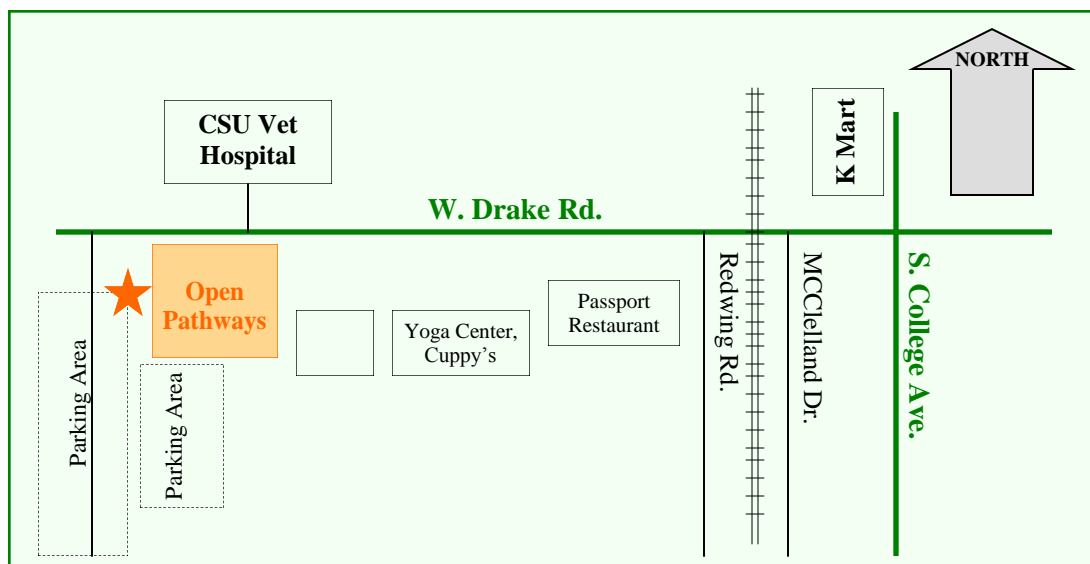 NORTH
CSU Vet
Hospital
K Mart
W. Drake Rd.
Open
Pathways
Passport
Restaurant
Yoga Center,
Cuppy's
Redwing Rd.
MCClelland Dr.
S. College Ave.
Parking Area
Parking Area